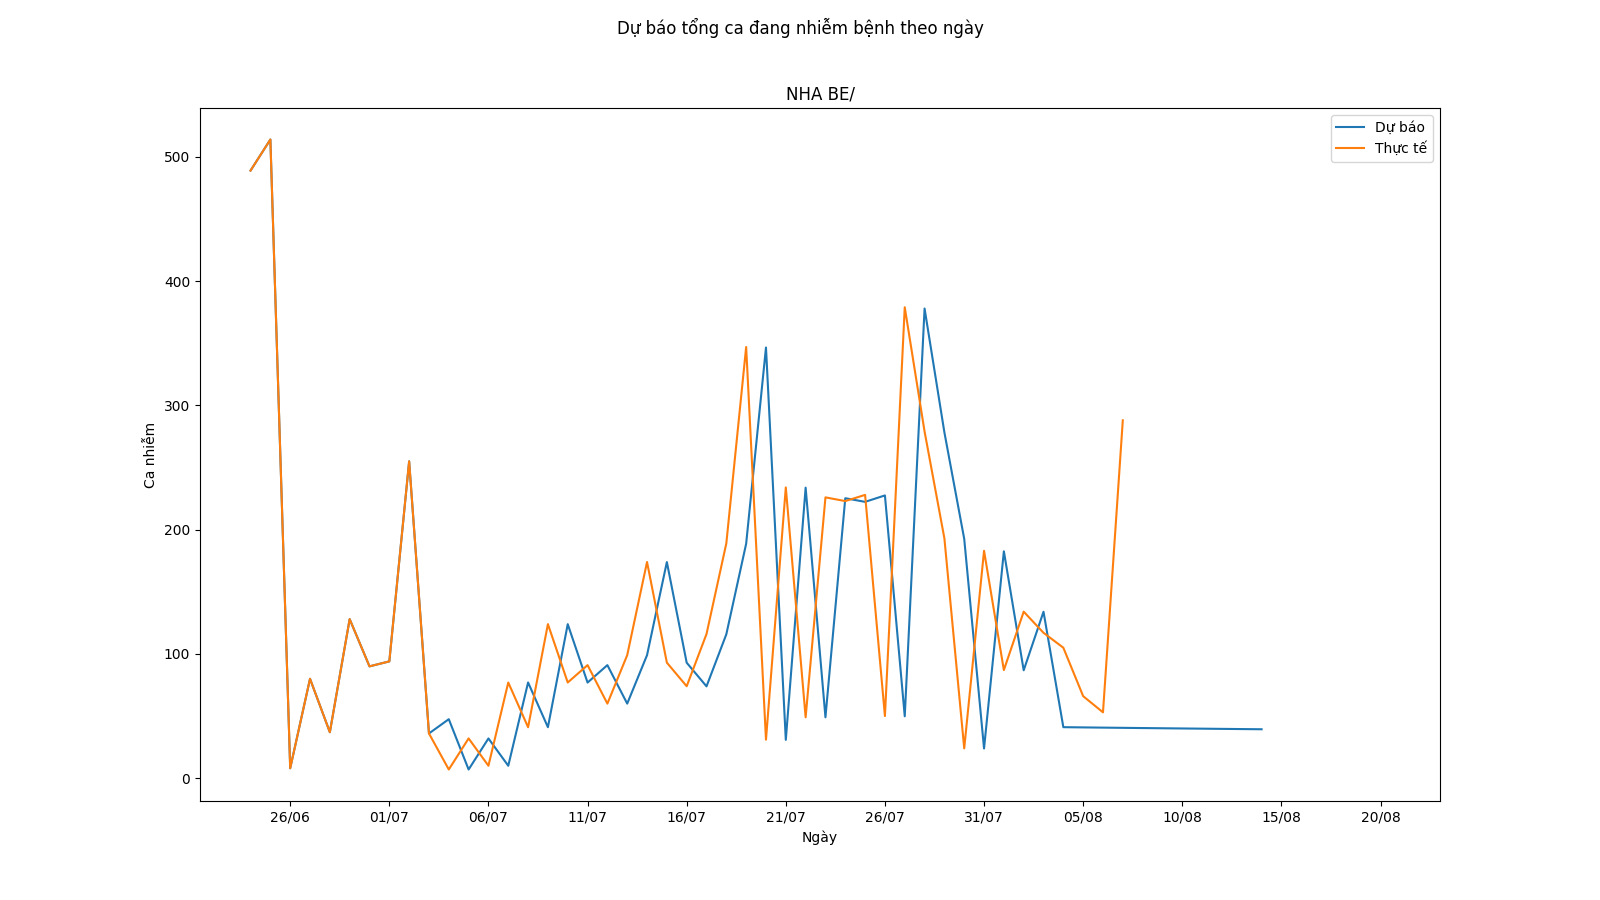 Dự báo tổng ca đang nhiễm bệnh theo ngày
NHA BE/
Dự báo
Thực tế
500
400
300
200
100
0
Ca nhiễm
26/06 01/07 06/07 11/07 16/07 21/07 26/07 31/07 05/08 10/08 15/08 20/08
Ngày